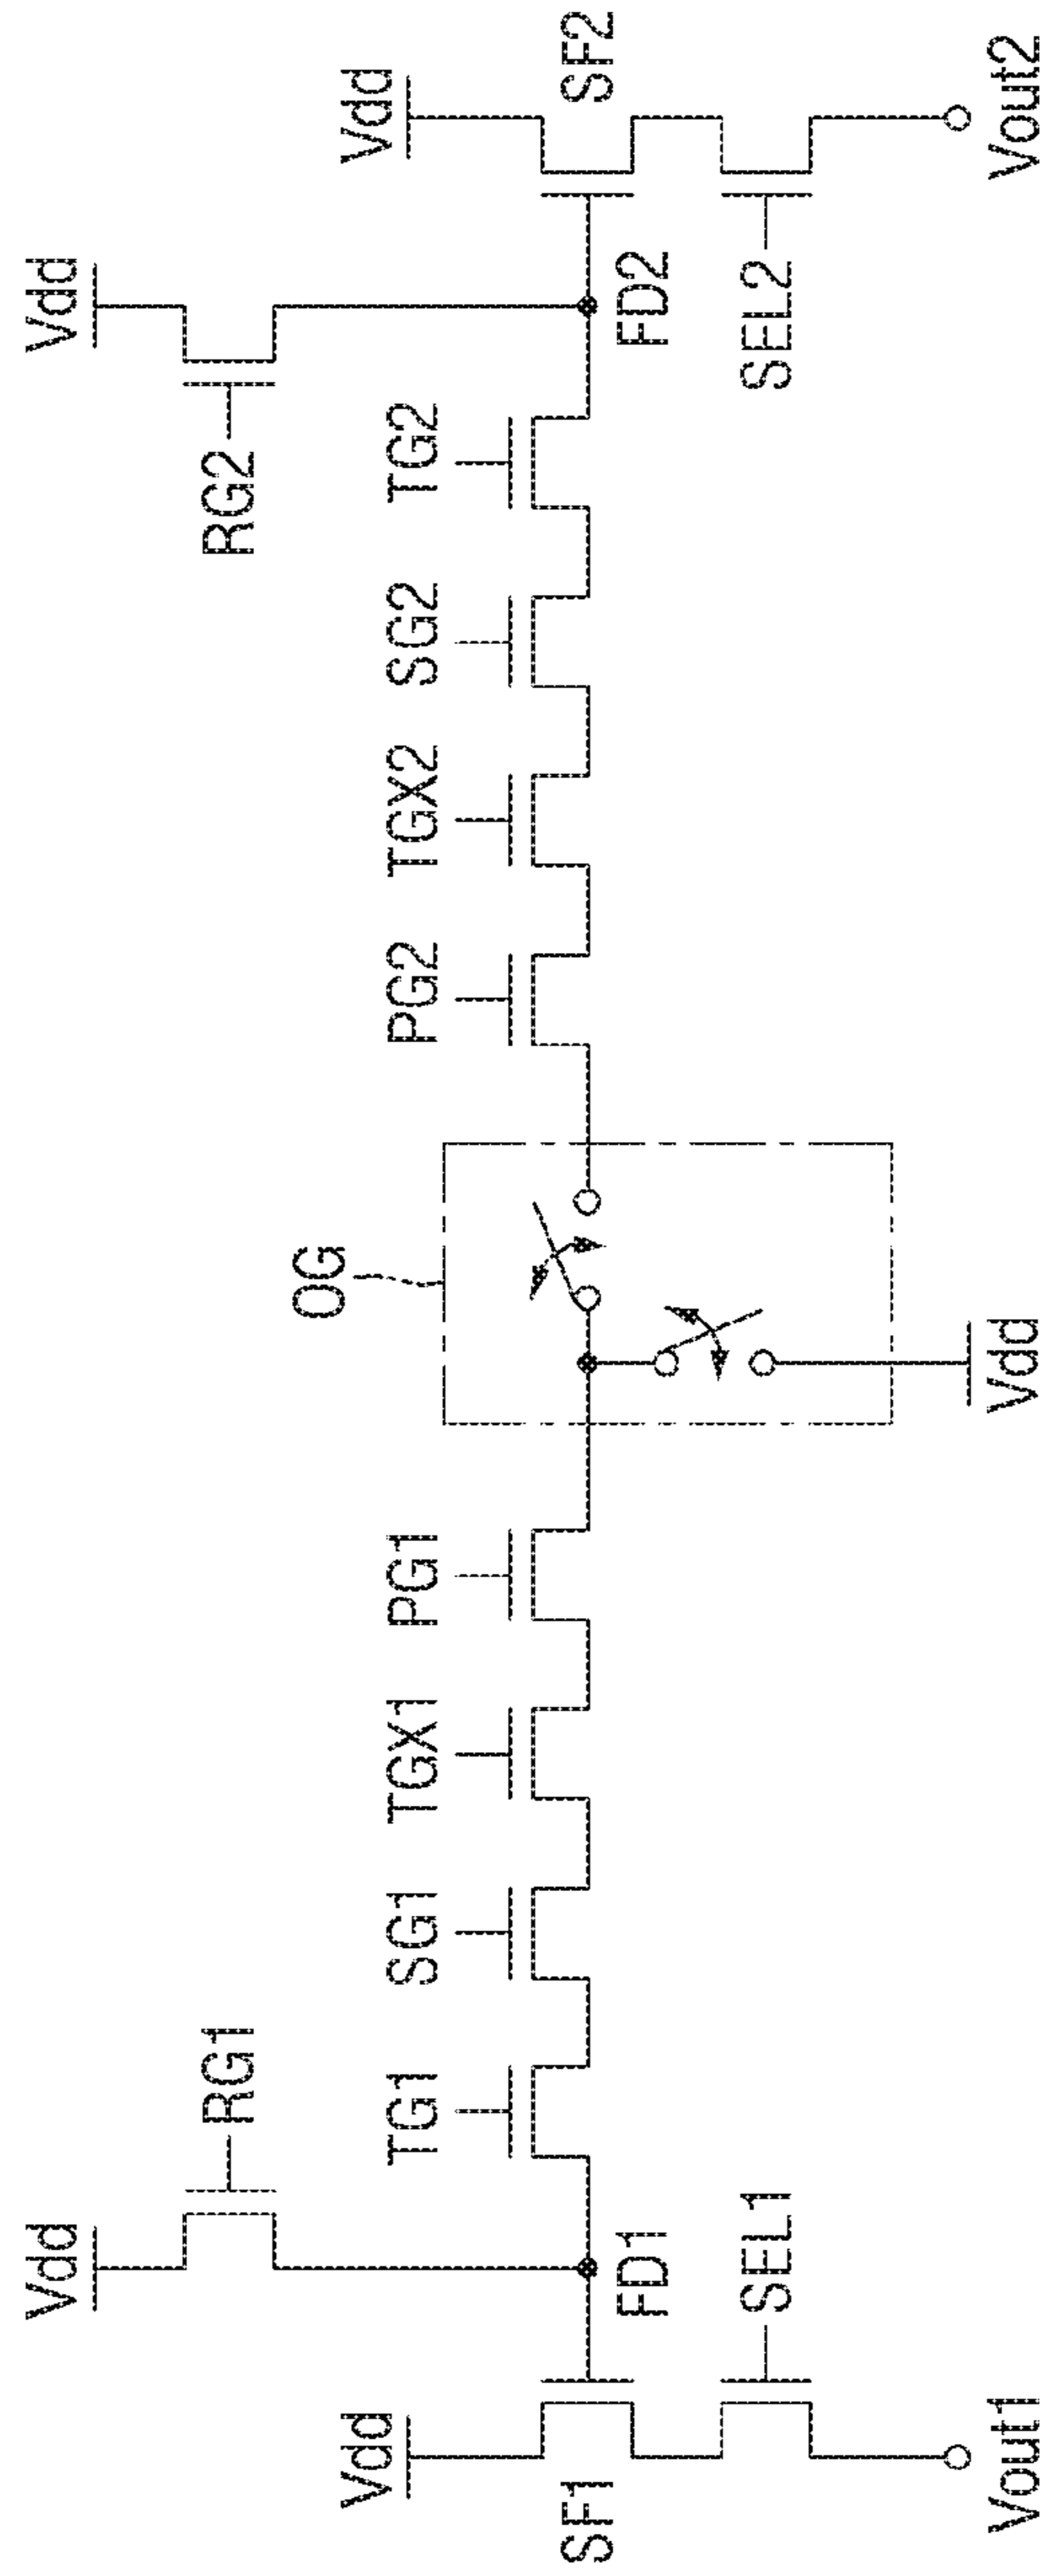 Vdd
Vdd
RG1
RG2
OG
Vdd
Vdd
TG1
SG1
TGX1
PG1
PG2
TGX2
SG2
TG2
SF1
SF2
FD1
FD2
SEL1
SEL2
Vout1
Vdd
Vout2